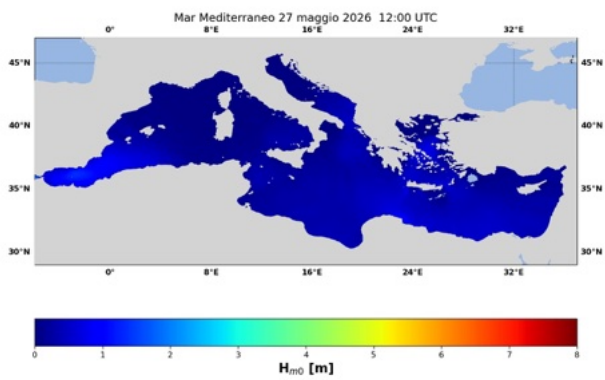 Mar Mediterraneo 27 maggio 2026 12:00 UTC
0° 8°E 16°E 24°E 32°E
45°N 45°N
40°N 40°N
35°N 35°N
30°N 30°N
0° 8°E 16°E 24°E 32°E
0 1 2 3 4 5 6 7 8
Hm0 [m]